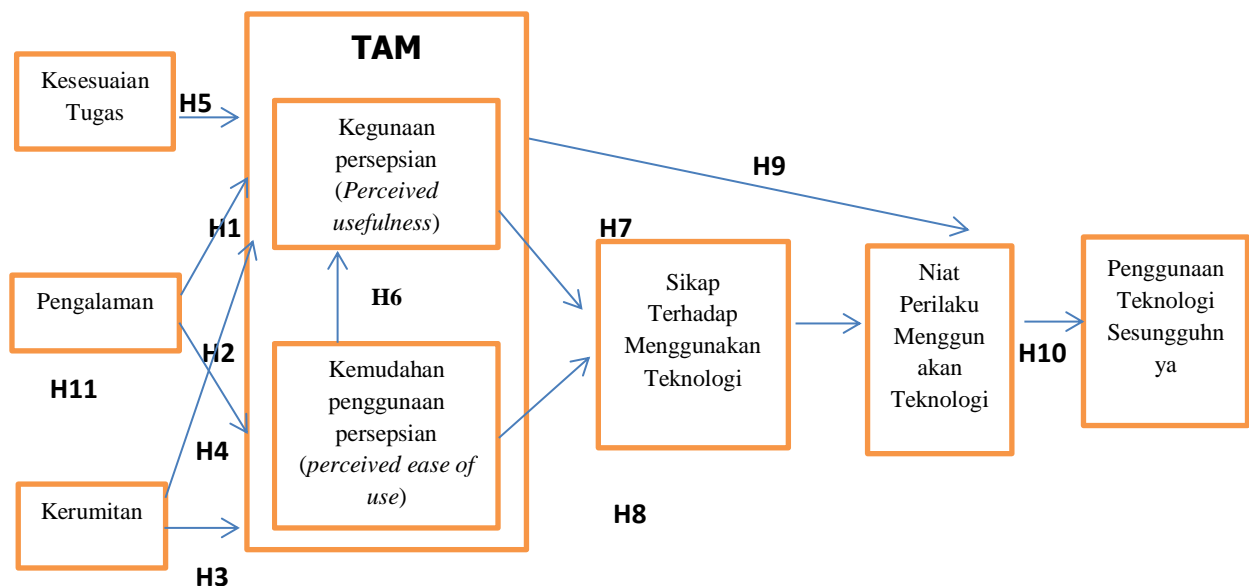 TAM
Kesesuaian
Tugas
H5
Kegunaan
persepsian
(Perceived
usefulness)
H9
H1
H7
Pengalaman
H6
Sikap
Terhadap
Menggunakan
Teknologi
Niat
Perilaku
Menggun
akan
Teknologi
Penggunaan
Teknologi
Sesungguhn
ya
H2
H10
H11
Kemudahan
penggunaan
persepsian
(perceived ease of
use)
H4
Kerumitan
H8
H3